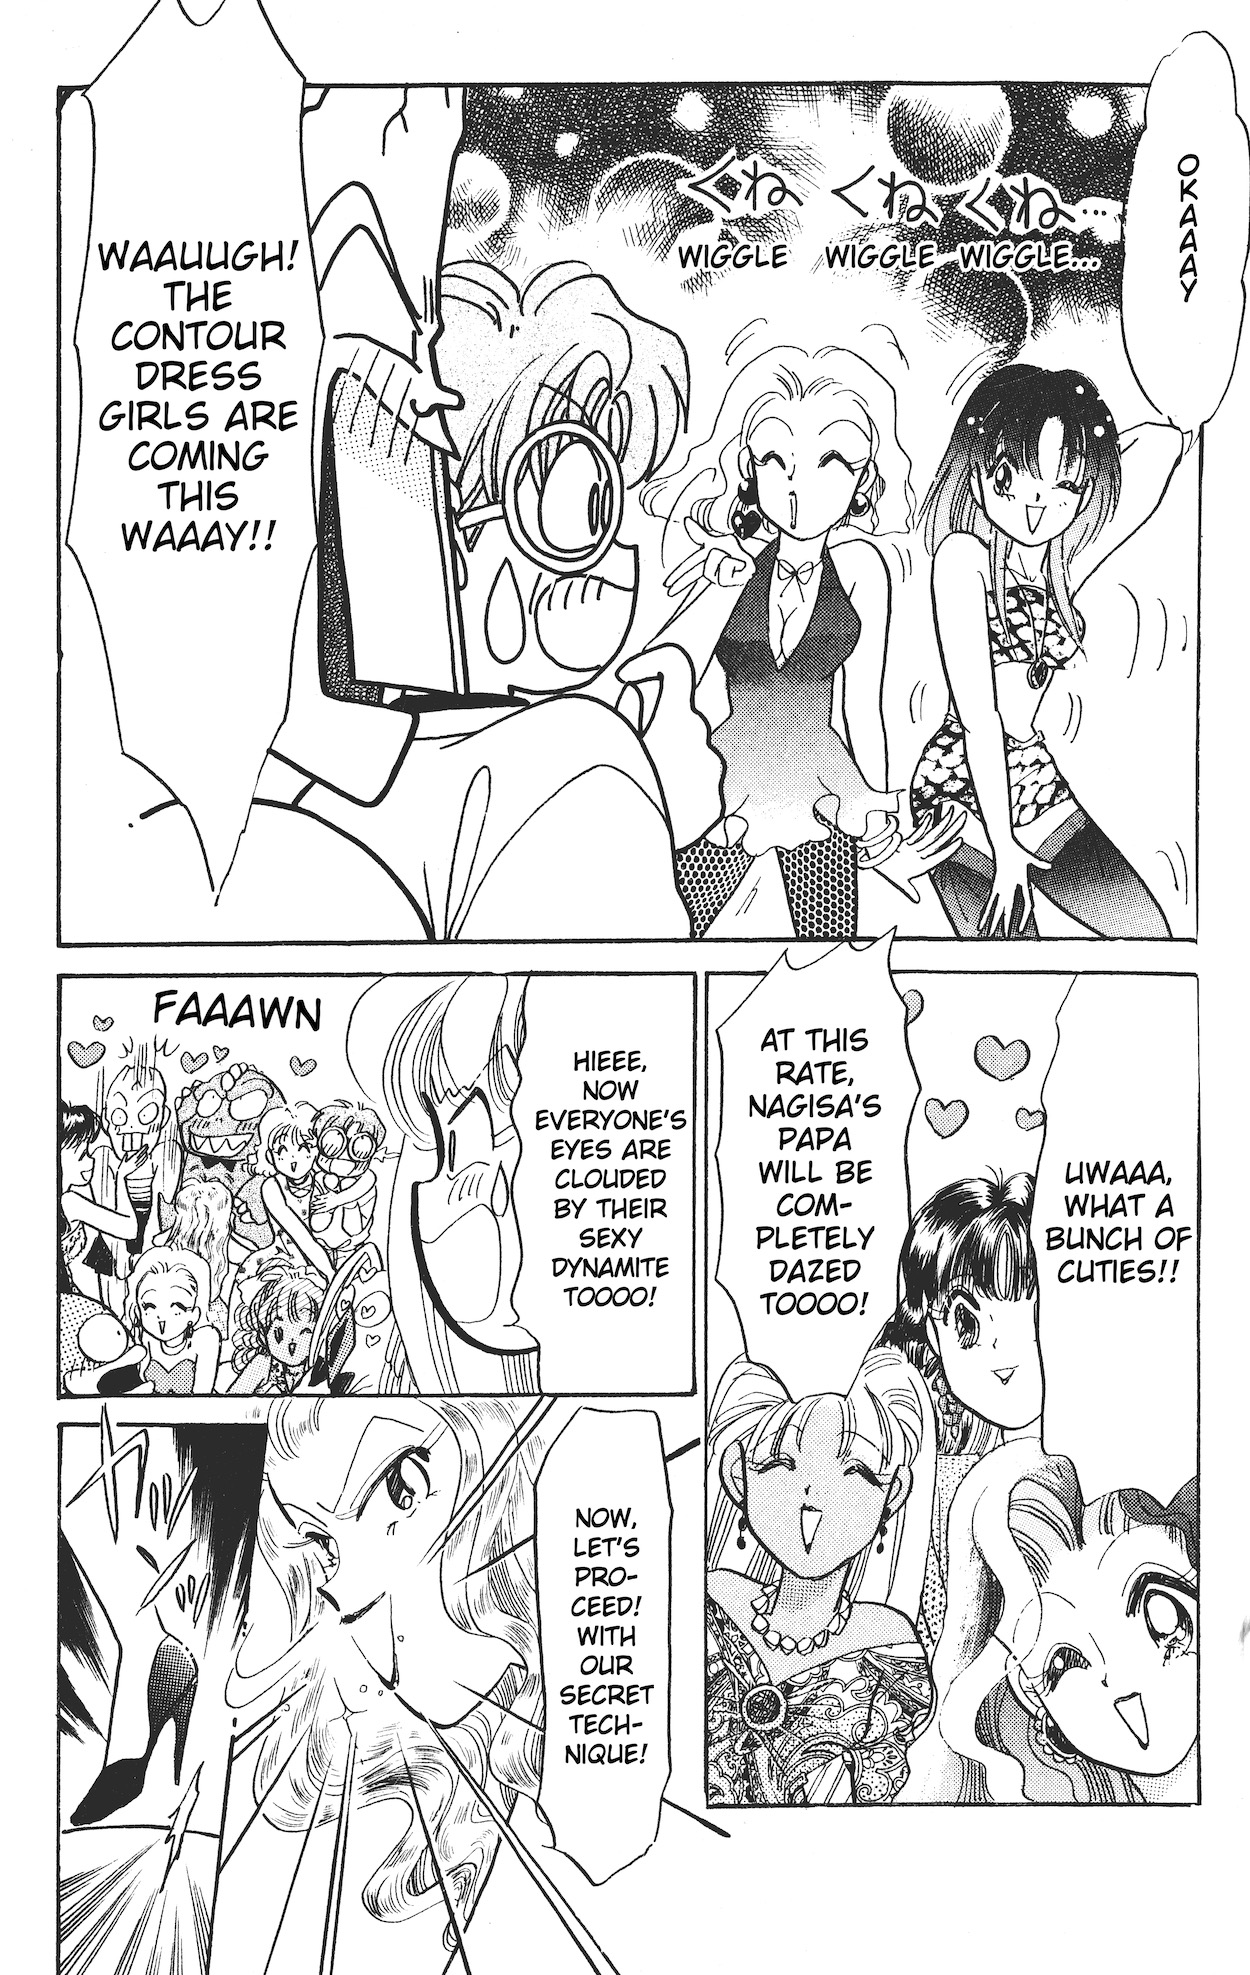 OKAAAY
くね くね くね…
WIGGLE WIGGLE WIGGLE...
WAAUUGH!
THE
CONTOUR
DRESS
GIRLS ARE
COMING
THIS
WAAAY!!
UWAAA,
WHAT A
BUNCH OF
CUTIES!!
AT THIS
RATE,
NAGISA'S
PAPA
WILL BE
COM-
PLETELY
DAZED
TOOOO!
HIEEE,
NOW
EVERYONE'S
EYES ARE
CLOUDED
BY THEIR
SEXY
DYNAMITE
TOOOO!
FAAAWN
NOW,
LET'S
PRO-
CEED!
WITH
OUR
SECRET
TECH-
NIQUE!